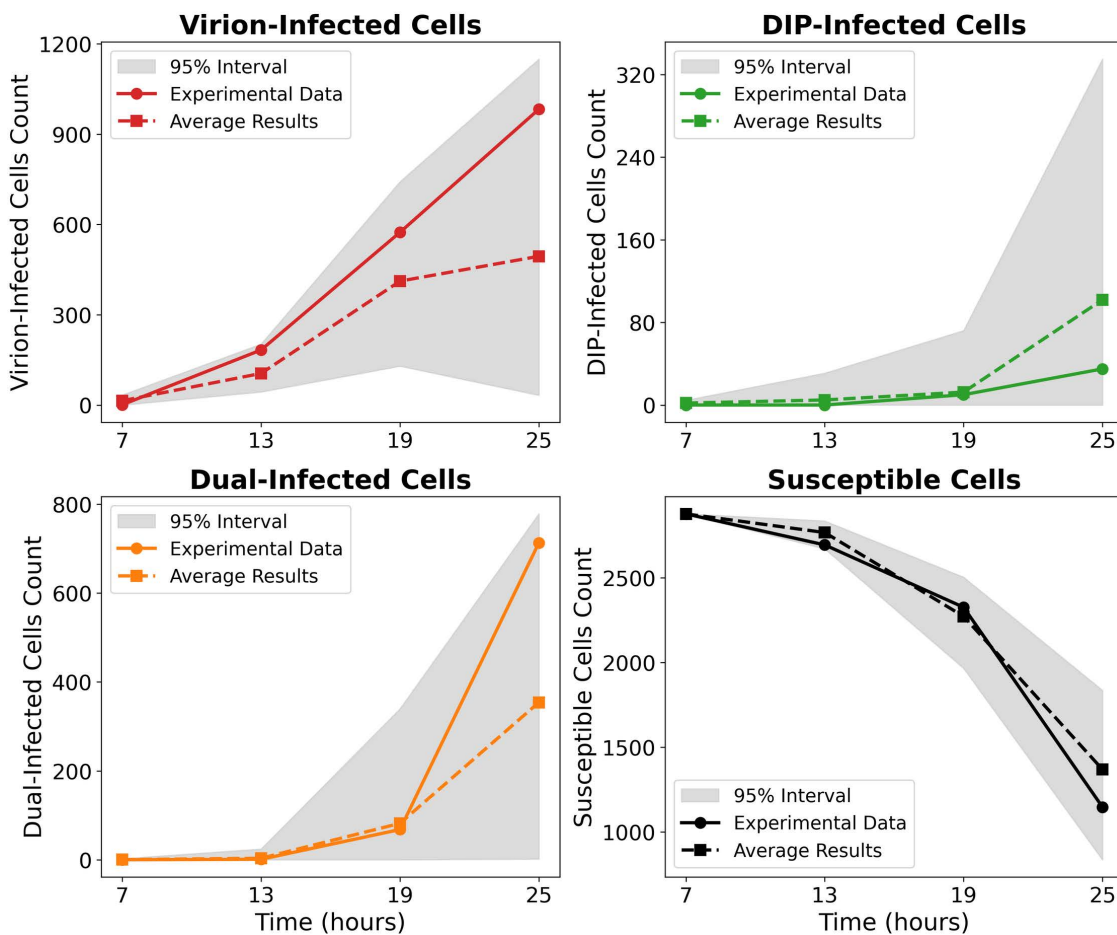 Virion-Infected Cells
Virion-Infected Cells Count
1200
900
600
300
0
95% Interval
Experimental Data
Average Results
7 13 19 25
DIP-Infected Cells
DIP-Infected Cells Count
320
240
160
80
0
95% Interval
Experimental Data
Average Results
7 13 19 25
Dual-Infected Cells
Dual-Infected Cells Count
800
600
400
200
0
95% Interval
Experimental Data
Average Results
7 13 19 25
Time (hours)
Susceptible Cells
Susceptible Cells Count
2500
2000
1500
1000
95% Interval
Experimental Data
Average Results
7 13 19 25
Time (hours)